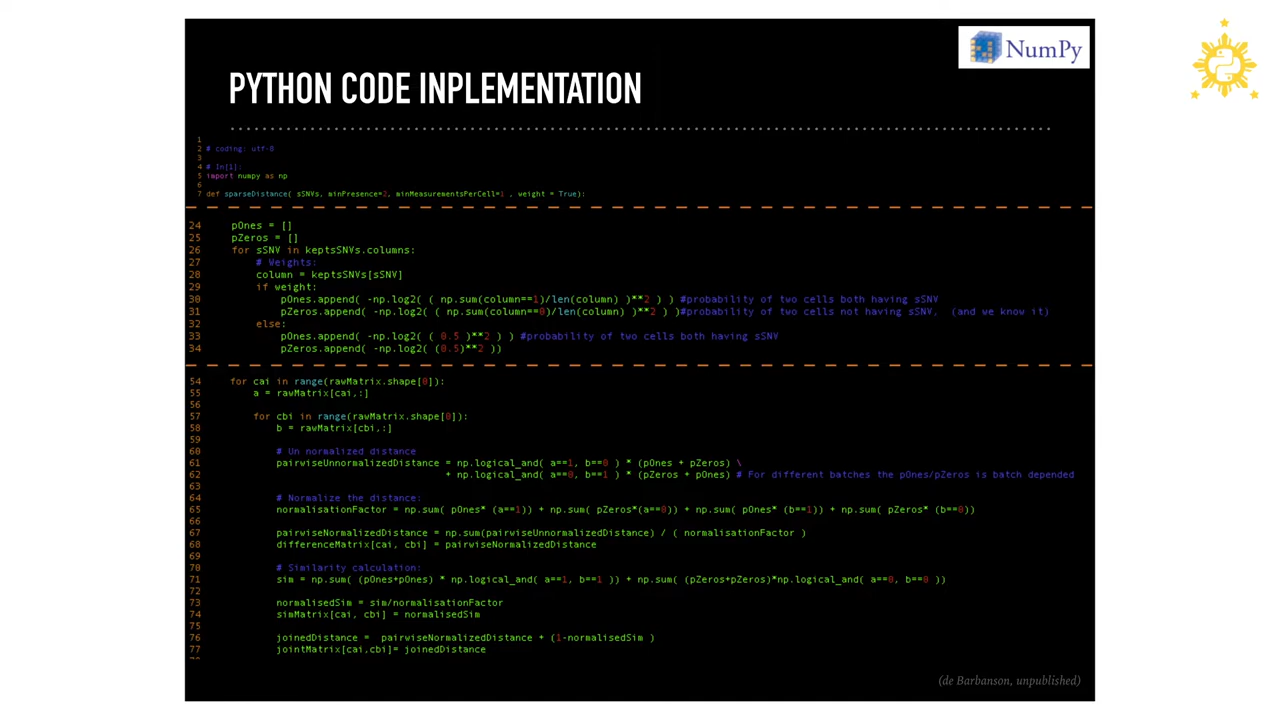 NumPy
PYTHON CODE INPLEMENTATION
1
2 # coding: utf-8
3
4 # In[1]:
5 import numpy as np
6
7 def sparseDistance( sSNVs, minPresence=2, minMeasurementsPerCell=1 , weight = True):
24 pOnes = []
25 pZeros = []
26 for sSNV in keptsSNVs.columns:
27 # Weights:
28 column = keptsSNVs[sSNV]
29 if weight:
30 pOnes.append( -np.log2( ( np.sum(column==1)/len(column) )**2 ) ) #probability of two cells both having sSNV
31 pZeros.append( -np.log2( ( np.sum(column==0)/len(column) )**2 ) )#probability of two cells not having sSNV, (and we know it)
32 else:
33 pOnes.append( -np.log2( ( 0.5 )**2 ) ) #probability of two cells both having sSNV
34 pZeros.append( -np.log2( (0.5)**2 ))
54 for cai in range(rawMatrix.shape[0]):
55 a = rawMatrix[cai,:]
56
57 for cbi in range(rawMatrix.shape[0]):
58 b = rawMatrix[cbi,:]
59
60 # Un normalized distance
61 pairwiseUnnormalizedDistance = np.logical_and( a==1, b==0 ) * (pOnes + pZeros) \
62 + np.logical_and( a==0, b==1 ) * (pZeros + pOnes) # For different batches the pOnes/pZeros is batch depended
63
64 # Normalize the distance:
65 normalisationFactor = np.sum( pOnes* (a==1)) + np.sum( pZeros*(a==0)) + np.sum( pOnes* (b==1)) + np.sum( pZeros* (b==0))
66
67 pairwiseNormalizedDistance = np.sum(pairwiseUnnormalizedDistance) / ( normalisationFactor )
68 differenceMatrix[cai, cbi] = pairwiseNormalizedDistance
69
70 # Similarity calculation:
71 sim = np.sum( (pOnes+pOnes) * np.logical_and( a==1, b==1 )) + np.sum( (pZeros+pZeros)*np.logical_and( a==0, b==0 ))
72
73 normalisedSim = sim/normalisationFactor
74 simMatrix[cai, cbi] = normalisedSim
75
76 joinedDistance = pairwiseNormalizedDistance + (1-normalisedSim )
77 jointMatrix[cai,cbi]= joinedDistance
(de Barbanson, unpublished)